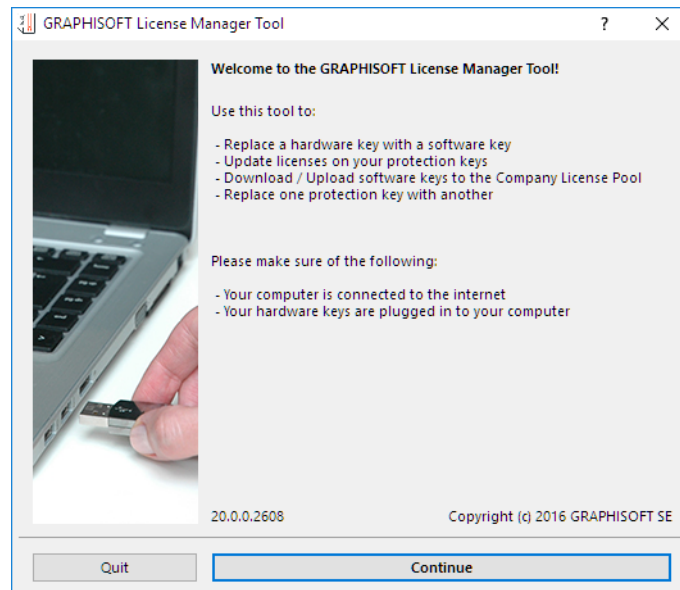 GRAPHISOFT License Manager Tool
Welcome to the GRAPHISOFT License Manager Tool!
Use this tool to:
- Replace a hardware key with a software key
- Update licenses on your protection keys
- Download / Upload software keys to the Company License Pool
- Replace one protection key with another
Please make sure of the following:
- Your computer is connected to the internet
- Your hardware keys are plugged in to your computer
20.0.0.2608 Copyright (c) 2016 GRAPHISOFT SE
Quit Continue